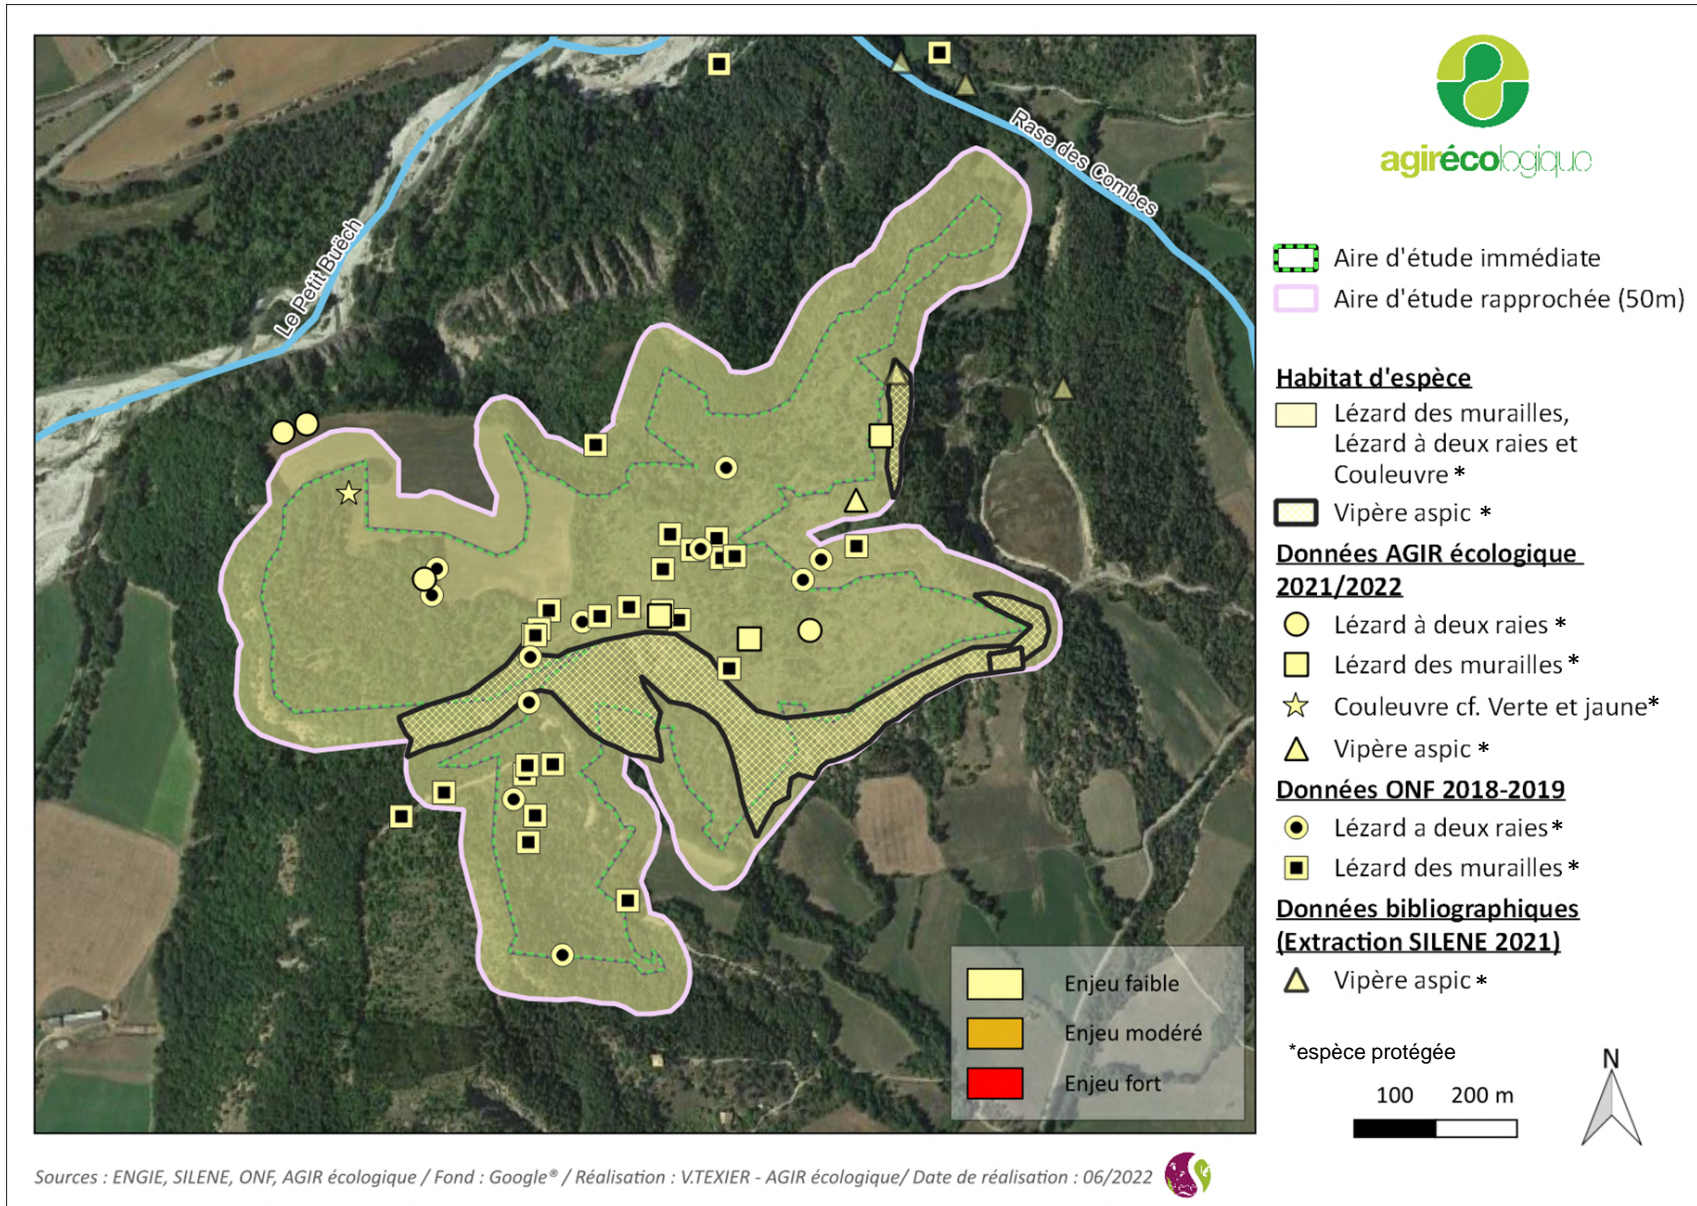 Le Petit Buëch
Rase des Combes
agirécologique
Aire d'étude immédiate
Aire d'étude rapprochée (50m)
Habitat d'espèce
Lézard des murailles,
Lézard à deux raies et
Couleuvre *
Vipère aspic *
Données AGIR écologique
2021/2022
Lézard à deux raies *
Lézard des murailles *
Couleuvre cf. Verte et jaune*
Vipère aspic *
Données ONF 2018-2019
Lézard a deux raies *
Lézard des murailles *
Données bibliographiques
(Extraction SILENE 2021)
Vipère aspic *
*espèce protégée
100 200 m
N
Enjeu faible
Enjeu modéré
Enjeu fort
Sources : ENGIE, SILENE, ONF, AGIR écologique / Fond : Google® / Réalisation : V.TEXIER - AGIR écologique/ Date de réalisation : 06/2022